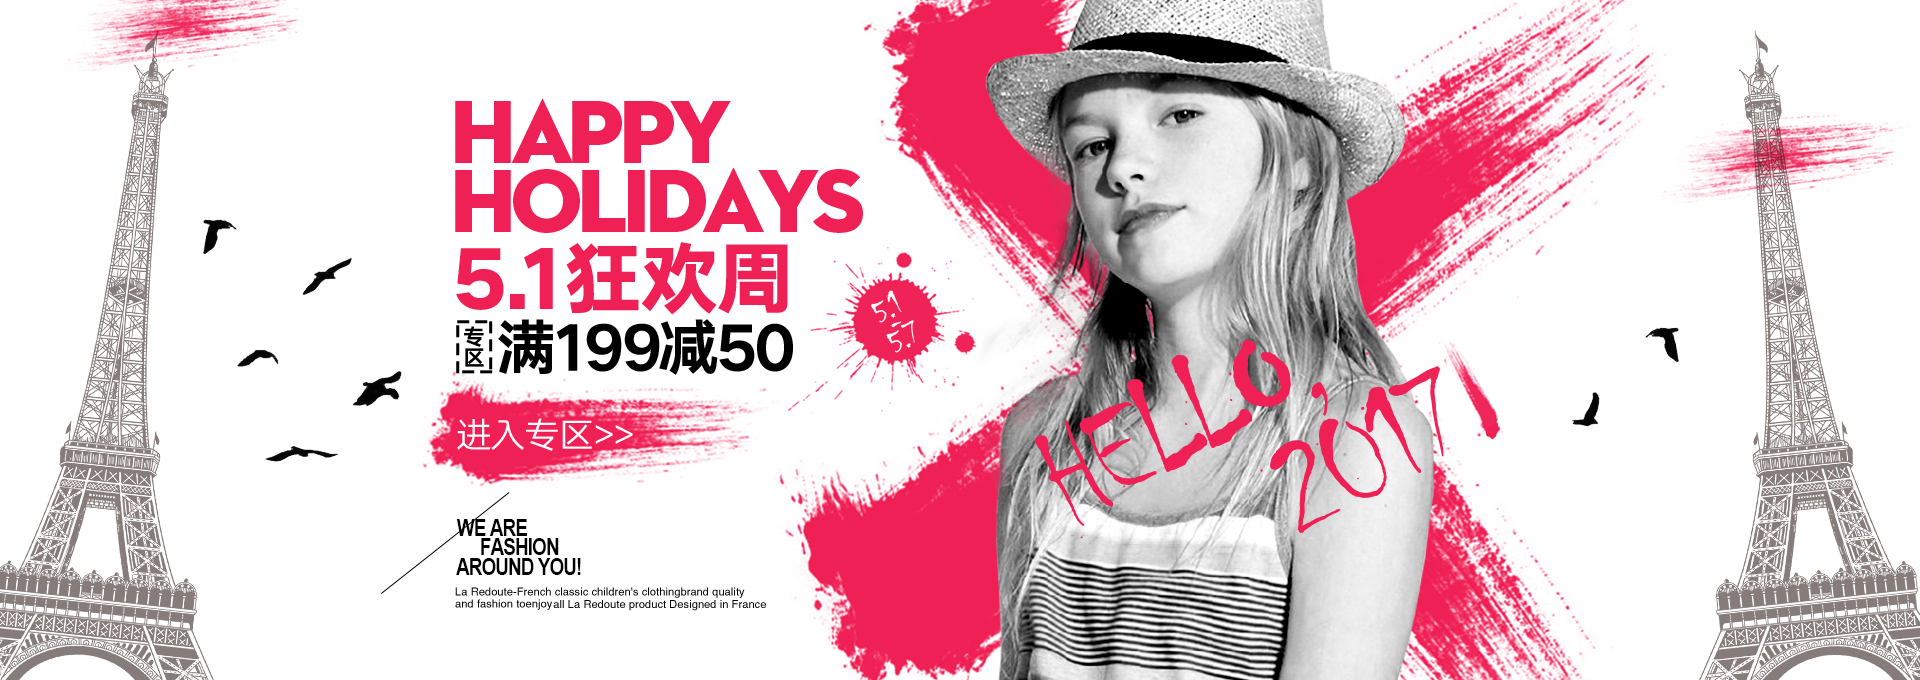 HAPPY
HOLIDAYS
5.1狂欢周
专区 满199减50
5.1
5.7
进入专区>>
HELLO,
2017
WE ARE
FASHION
AROUND YOU!
La Redoute-French classic children's clothingbrand quality
and fashion toenjoyall La Redoute product Designed in France